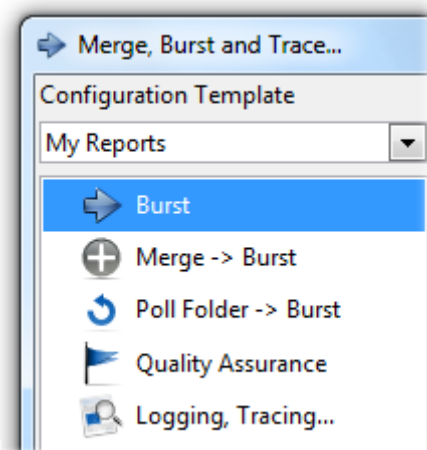 Merge, Burst and Trace...
Configuration Template
My Reports
Burst
Merge -> Burst
Poll Folder -> Burst
Quality Assurance
Logging, Tracing...